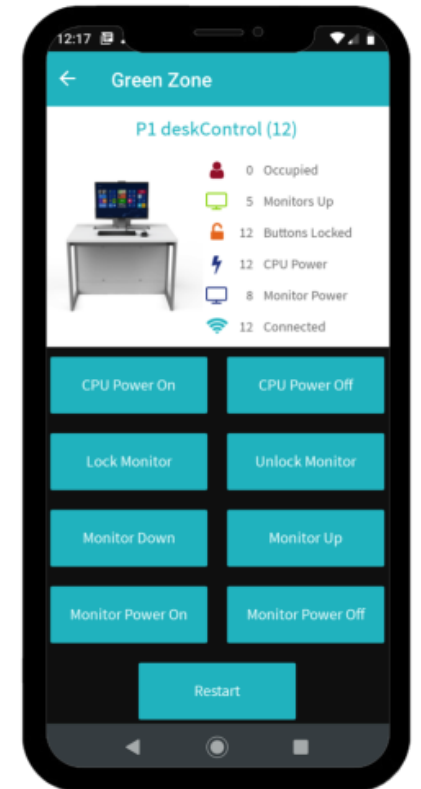 12:17
Green Zone
P1 deskControl (12)
0 Occupied
5 Monitors Up
12 Buttons Locked
12 CPU Power
8 Monitor Power
12 Connected
CPU Power On CPU Power Off
Lock Monitor Unlock Monitor
Monitor Down Monitor Up
Monitor Power On Monitor Power Off
Restart